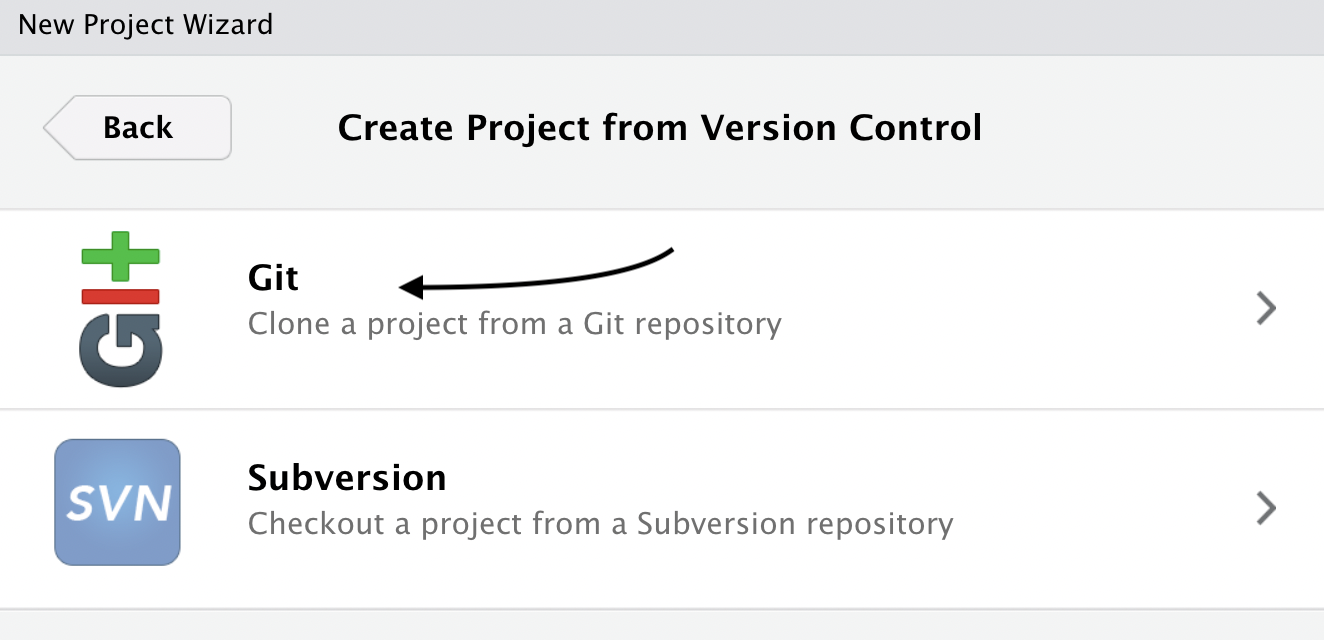 New Project Wizard
Back
Create Project from Version Control
GIt
Git
Clone a project from a Git repository
SVN
Subversion
Checkout a project from a Subversion repository